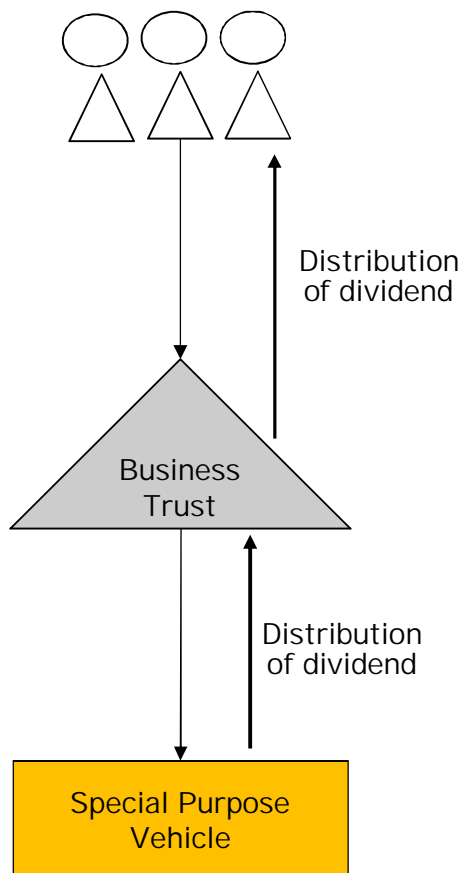 Distribution
of dividend
Business
Trust
Distribution
of dividend
Special Purpose
Vehicle